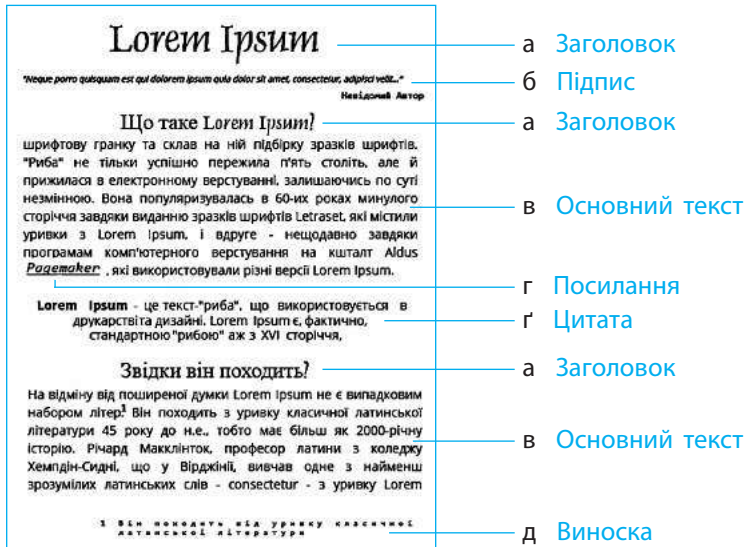 Lorem Ipsum
а Заголовок
"Neque porro quisquam est qui dolorem ipsum quia dolor sit amet, consectetur, adipisci velit..."
б Підпис
Невідомий Автор
Що таке Lorem Ipsum?
а Заголовок
шрифтову гранку та склав на ній підбірку зразків шрифтів.
"Риба" не тільки успішно пережила п'ять століть, але й
прижилася в електронному верстуванні, залишаючись по суті
незмінною. Вона популяризувалась в 60-их роках минулого
сторіччя завдяки виданню зразків шрифтів Letraset, які містили
в Основний текст
уривки з Lorem Ipsum, і вдруге - нещодавно завдяки
програмам комп'ютерного верстування на кшталт Aldus
Pagemaker , які використовували різні версії Lorem Ipsum.
г Посилання
Lorem Ipsum - це текст-"риба", що використовується в
друкарствіта дизайні. Lorem Ipsum є, фактично,
ґ Цитата
стандартною "рибою" аж з XVI сторіччя,
Звідки він походить?
а Заголовок
На відміну від поширеної думки Lorem Ipsum не є випадковим
набором літер.1 Він походить з уривку класичної латинської
літератури 45 року до н.е., тобто має більш як 2000-річну
історію. Річард Макклінток, професор латини з коледжу
в Основний текст
Хемпдін-Сидні, що у Вірджінії, вивчав одне з найменш
зрозумілих латинських слів - consectetur - з уривку Lorem
1 Він походить від уривку класичної
латинської література
д Виноска